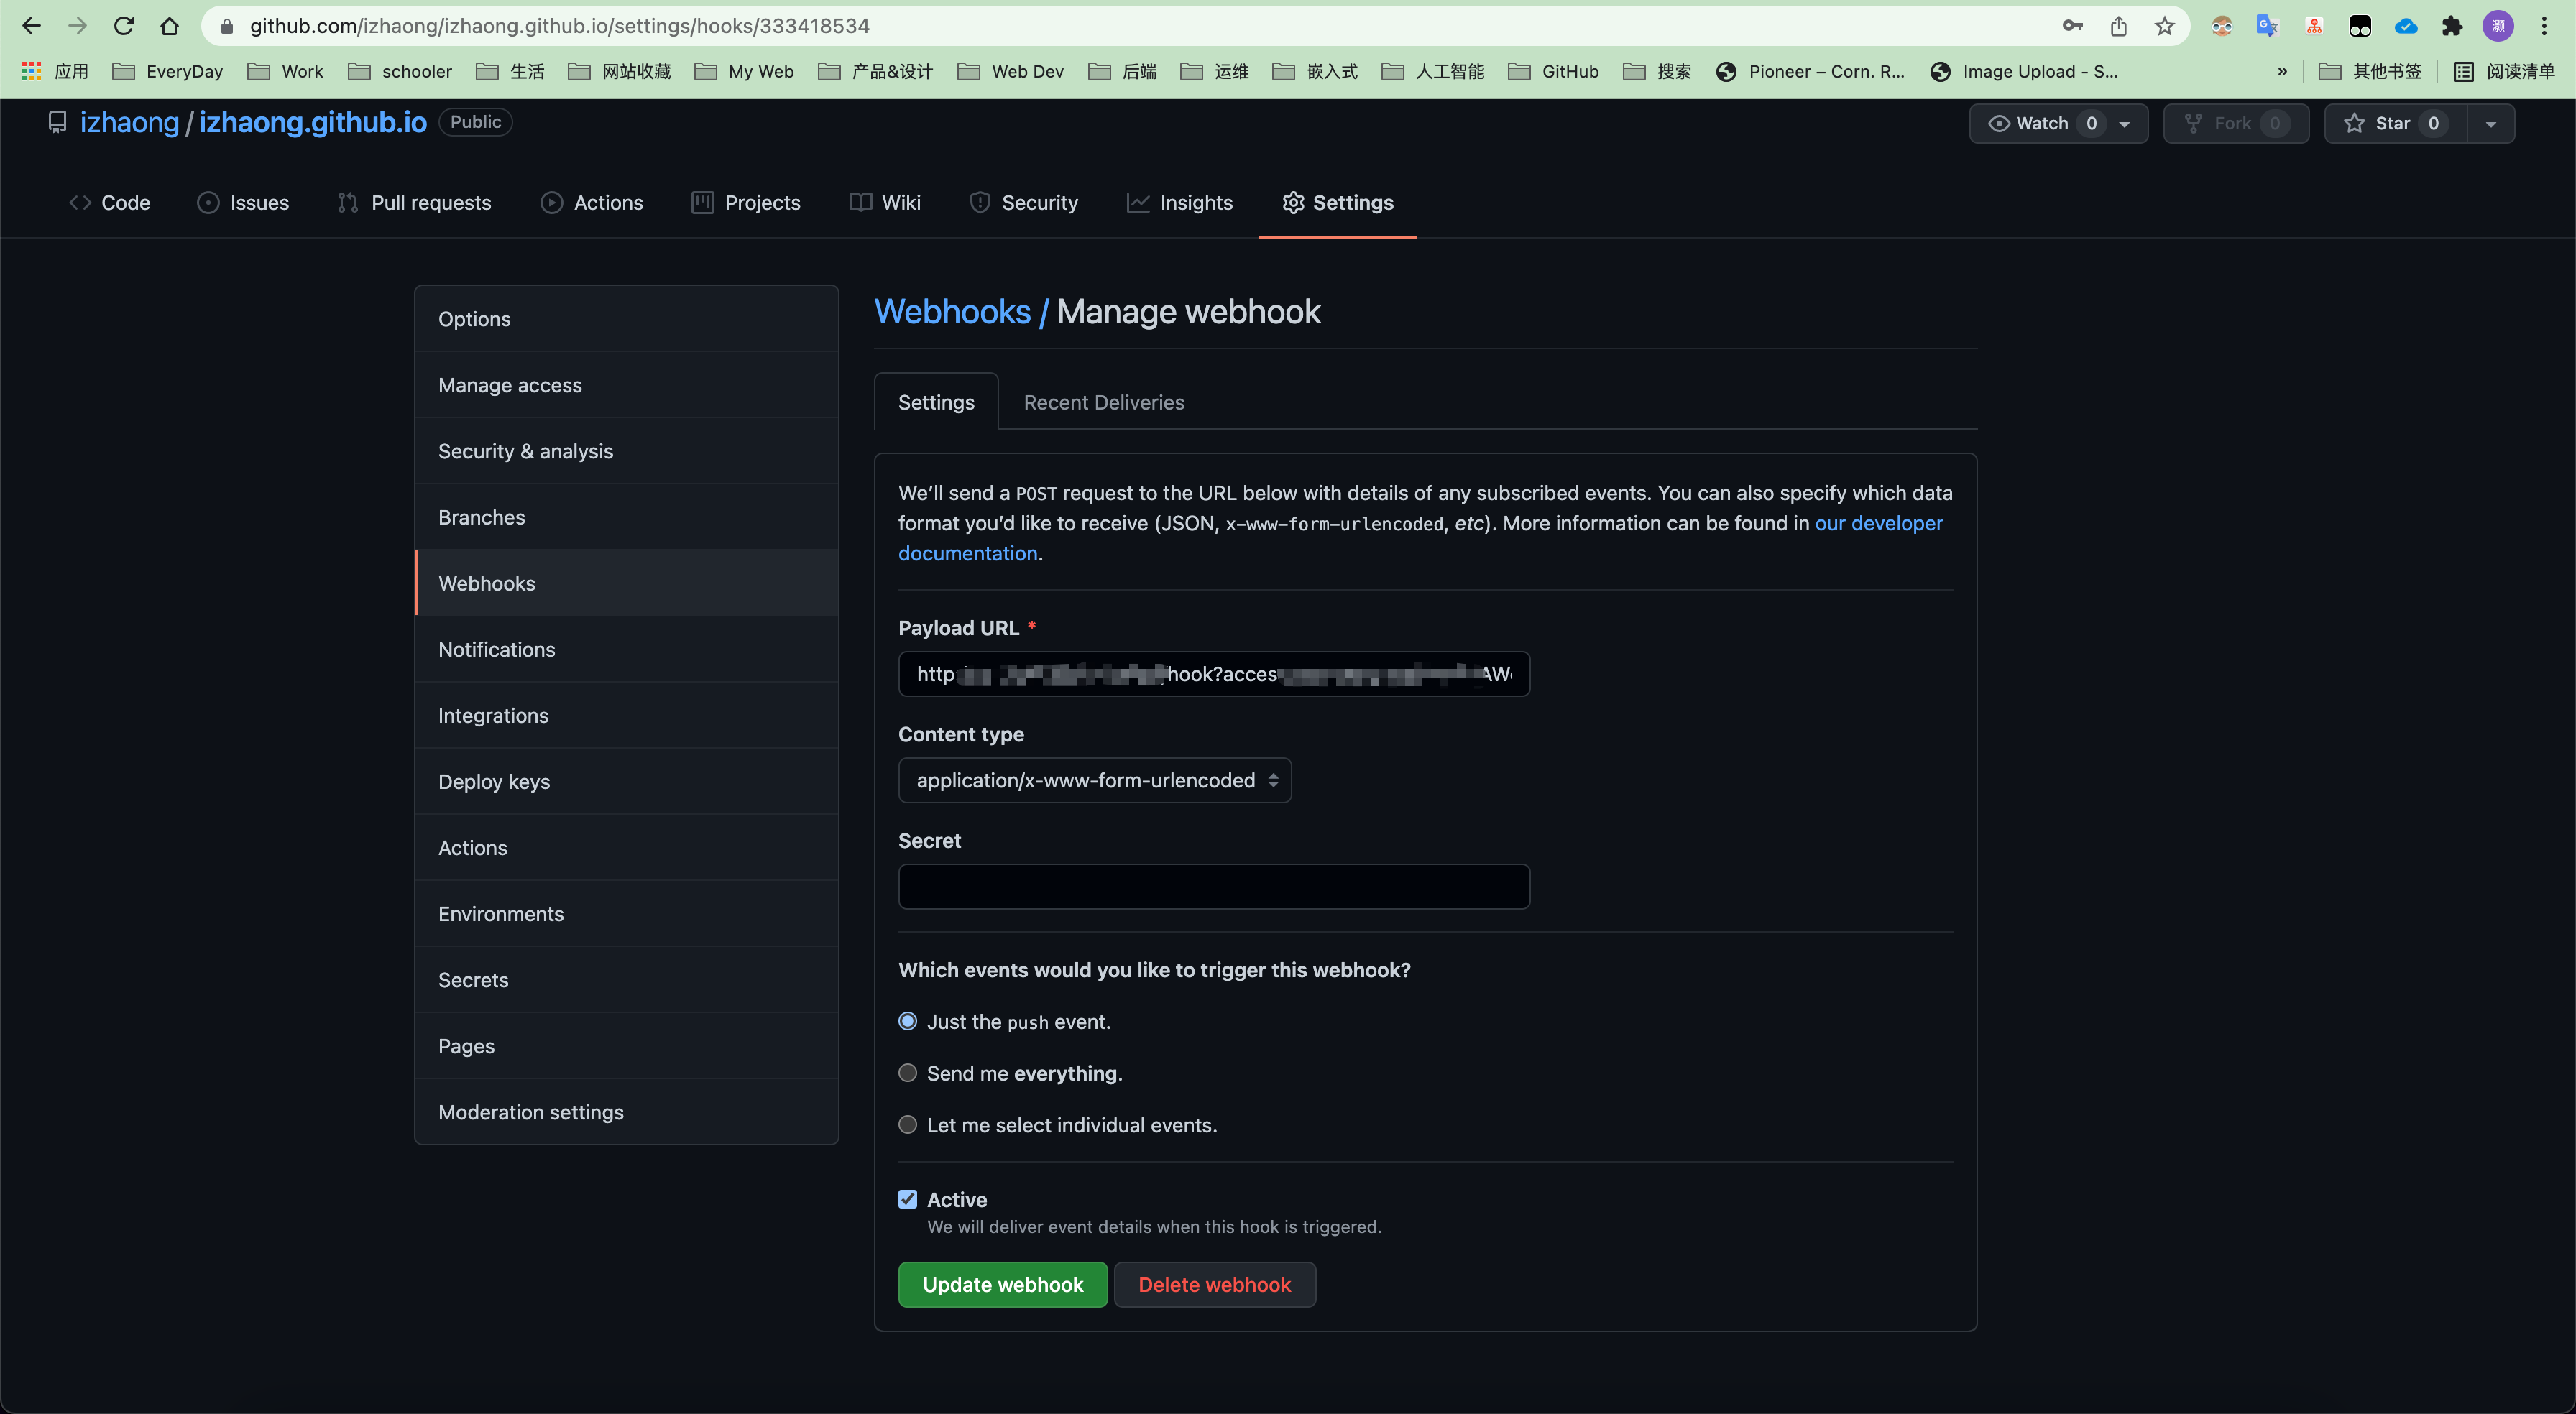 github.com/izhaong/izhaong.github.io/settings/hooks/333418534
应用 EveryDay Work schooler 生活 网站收藏 My Web 产品&设计 Web Dev 后端 运维 嵌入式 人工智能 GitHub 搜索 Pioneer – Corn. R... Image Upload - S... » 其他书签 阅读清单
izhaong / izhaong.github.io Public Watch 0 Fork 0 Star 0
Code Issues Pull requests Actions Projects Wiki Security Insights Settings
Options
Manage access
Security & analysis
Branches
Webhooks
Notifications
Integrations
Deploy keys
Actions
Environments
Secrets
Pages
Moderation settings
Webhooks / Manage webhook
Settings Recent Deliveries
We’ll send a POST request to the URL below with details of any subscribed events. You can also specify which data
format you’d like to receive (JSON, x-www-form-urlencoded, etc). More information can be found in our developer
documentation.
Payload URL *
http hook?acces AW
Content type
application/x-www-form-urlencoded
Secret
Which events would you like to trigger this webhook?
Just the push event.
Send me everything.
Let me select individual events.
Active
We will deliver event details when this hook is triggered.
Update webhook Delete webhook